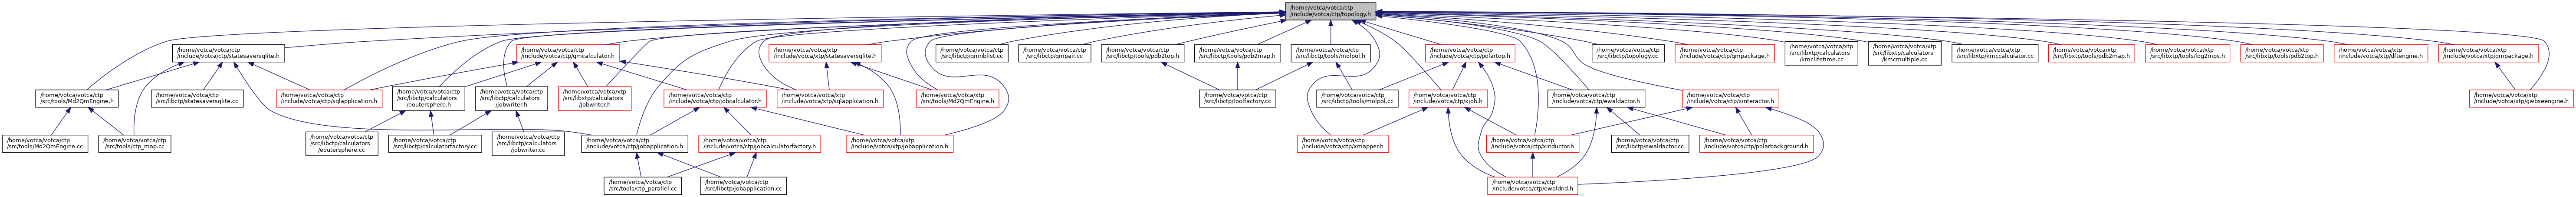 /home/votca/votca/ctp
/include/votca/ctp/topology.h
/home/votca/votca/ctp
/include/votca/ctp/statesaversqlite.h
/home/votca/votca/ctp
/include/votca/ctp/qmcalculator.h
/home/votca/votca/xtp
/include/votca/xtp/statesaversqlite.h
/home/votca/votca/ctp
/src/libctp/qmnblist.cc
/home/votca/votca/ctp
/src/libctp/qmpair.cc
/home/votca/votca/ctp
/src/libctp/tools/pdb2top.h
/home/votca/votca/ctp
/src/libctp/tools/pdb2map.h
/home/votca/votca/ctp
/src/libctp/tools/molpol.h
/home/votca/votca/ctp
/include/votca/ctp/polartop.h
/home/votca/votca/ctp
/src/libctp/topology.cc
/home/votca/votca/ctp
/include/votca/ctp/qmpackage.h
/home/votca/votca/xtp
/src/libxtp/calculators
/kmclifetime.cc
/home/votca/votca/xtp
/src/libxtp/calculators
/kmcmultiple.cc
/home/votca/votca/xtp
/src/libxtp/kmccalculator.cc
/home/votca/votca/xtp
/src/libxtp/tools/pdb2map.h
/home/votca/votca/xtp
/src/libxtp/tools/log2mps.h
/home/votca/votca/xtp
/src/libxtp/tools/pdb2top.h
/home/votca/votca/xtp
/include/votca/xtp/dftengine.h
/home/votca/votca/xtp
/include/votca/xtp/qmpackage.h
/home/votca/votca/ctp
/src/tools/Md2QmEngine.h
/home/votca/votca/ctp
/src/libctp/statesaversqlite.cc
/home/votca/votca/ctp
/include/votca/ctp/sqlapplication.h
/home/votca/votca/ctp
/src/libctp/calculators
/eoutersphere.h
/home/votca/votca/ctp
/src/libctp/calculators
/jobwriter.h
/home/votca/votca/xtp
/src/libxtp/calculators
/jobwriter.h
/home/votca/votca/ctp
/include/votca/ctp/jobcalculator.h
/home/votca/votca/xtp
/include/votca/xtp/sqlapplication.h
/home/votca/votca/xtp
/src/tools/Md2QmEngine.h
/home/votca/votca/ctp
/src/libctp/toolfactory.cc
/home/votca/votca/ctp
/src/libctp/tools/molpol.cc
/home/votca/votca/ctp
/include/votca/ctp/xjob.h
/home/votca/votca/ctp
/include/votca/ctp/ewaldactor.h
/home/votca/votca/ctp
/include/votca/ctp/xinteractor.h
/home/votca/votca/xtp
/include/votca/xtp/gwbseengine.h
/home/votca/votca/ctp
/src/tools/Md2QmEngine.cc
/home/votca/votca/ctp
/src/tools/ctp_map.cc
/home/votca/votca/ctp
/src/libctp/calculators
/eoutersphere.cc
/home/votca/votca/ctp
/src/libctp/calculatorfactory.cc
/home/votca/votca/ctp
/src/libctp/calculators
/jobwriter.cc
/home/votca/votca/ctp
/include/votca/ctp/jobapplication.h
/home/votca/votca/ctp
/include/votca/ctp/jobcalculatorfactory.h
/home/votca/votca/xtp
/include/votca/xtp/jobapplication.h
/home/votca/votca/ctp
/include/votca/ctp/xmapper.h
/home/votca/votca/ctp
/include/votca/ctp/xinductor.h
/home/votca/votca/ctp
/src/libctp/ewaldactor.cc
/home/votca/votca/ctp
/include/votca/ctp/polarbackground.h
/home/votca/votca/ctp
/src/tools/ctp_parallel.cc
/home/votca/votca/ctp
/src/libctp/jobapplication.cc
/home/votca/votca/ctp
/include/votca/ctp/ewaldnd.h